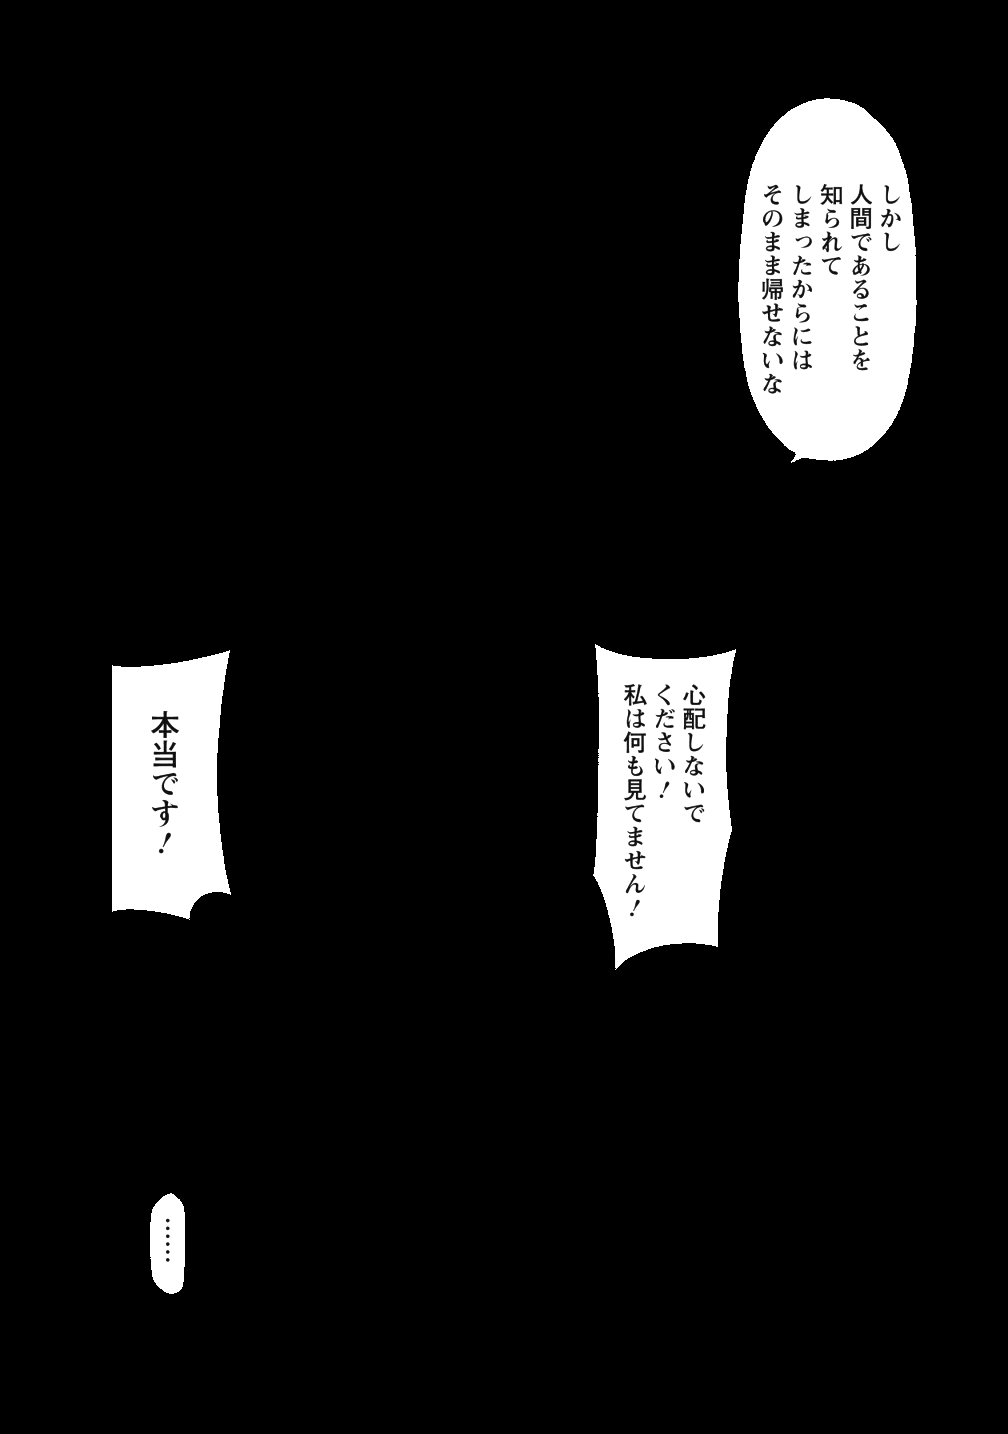 しかし
人間であることを
知られて
しまったからには
そのまま帰せないな
心配しないで
ください！
私は何も見てません！
本当です！
……